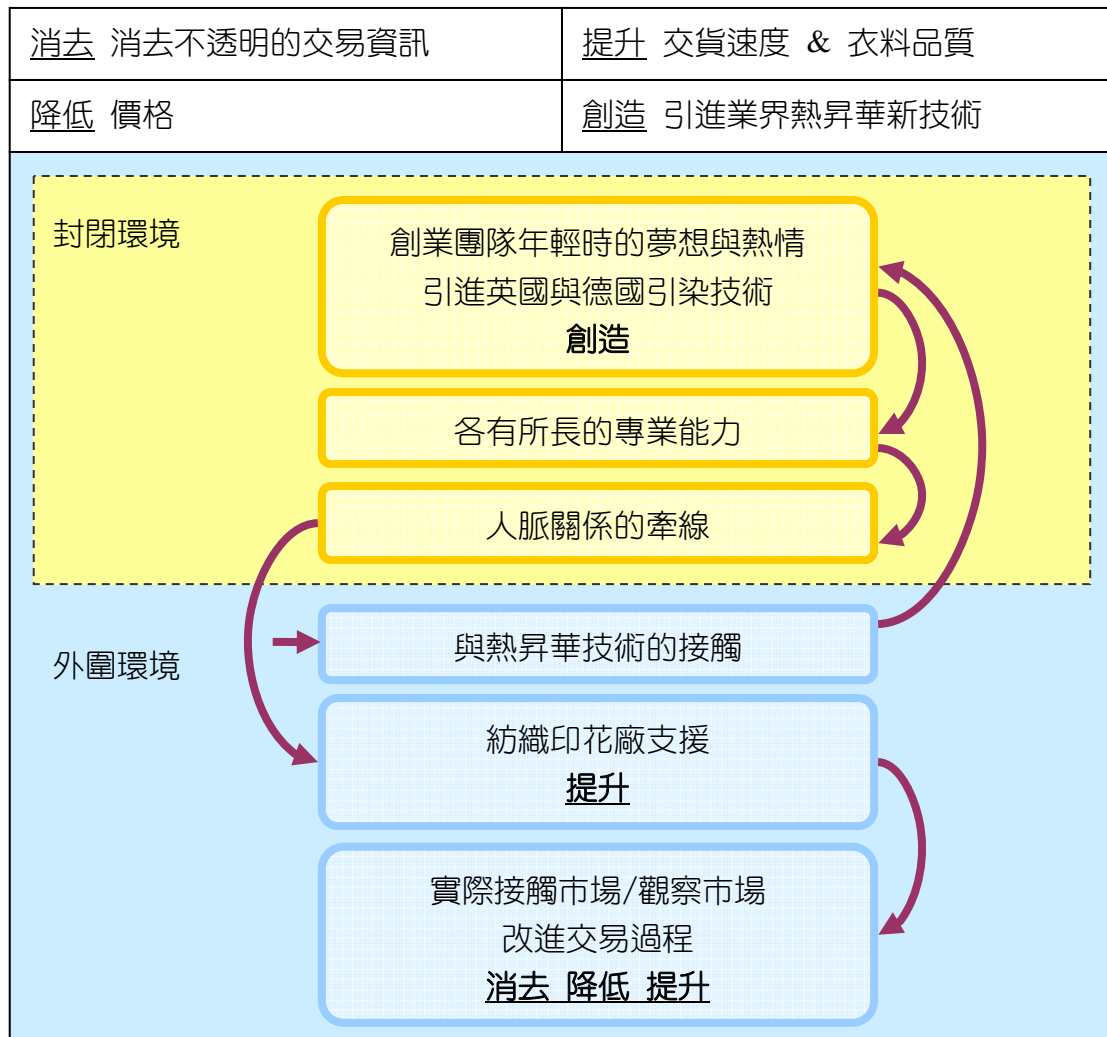 消去 消去不透明的交易資訊
提升 交貨速度 & 衣料品質
降低 價格
創造 引進業界熱昇華新技術
封閉環境
創業團隊年輕時的夢想與熱情
引進英國與德國引染技術
創造
各有所長的專業能力
人脈關係的牽線
外圍環境
與熱昇華技術的接觸
紡織印花廠支援
提升
實際接觸市場/觀察市場
改進交易過程
消去 降低 提升